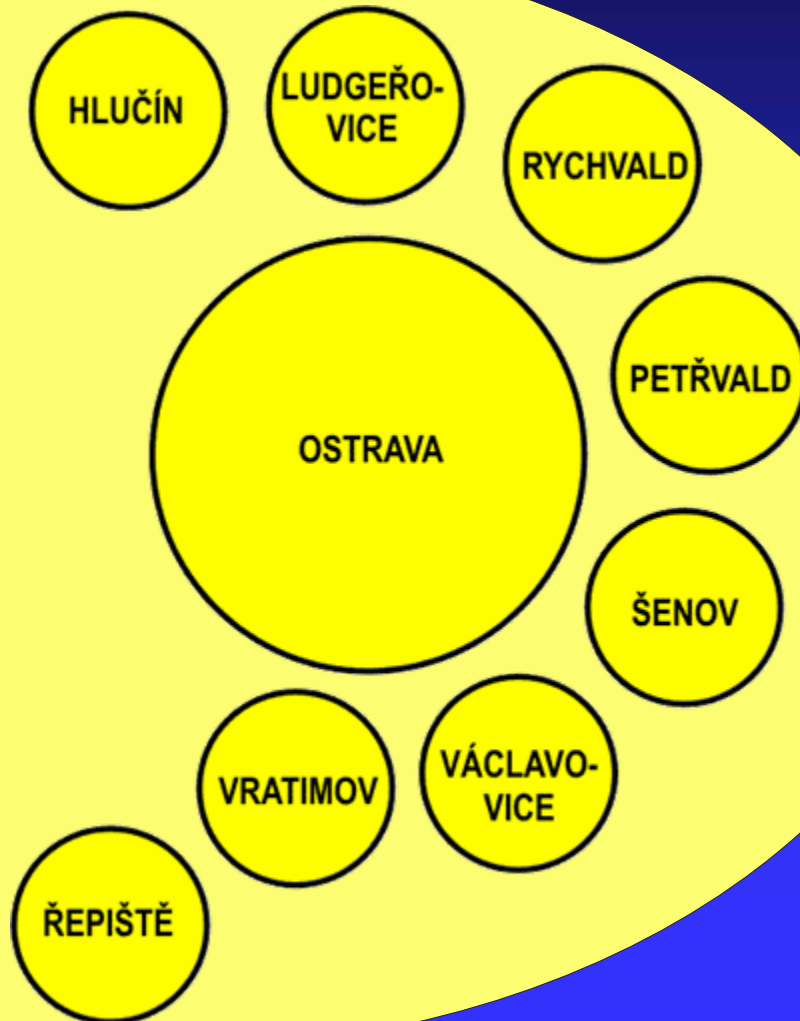 HLUČÍN
LUDGEŘO-
VICE
RYCHVALD
PETŘVALD
OSTRAVA
ŠENOV
VRATIMOV
VÁCLAVO-
VICE
ŘEPIŠTĚ